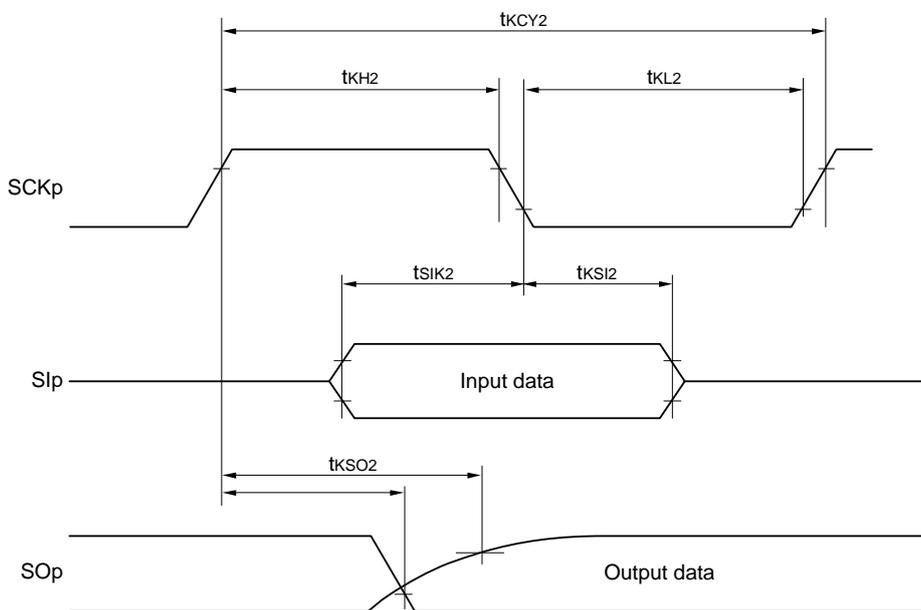 tKCY2
tKH2
tKL2
SCKp
tSIK2
tKSI2
SIp
Input data
tKSO2
SOp
Output data